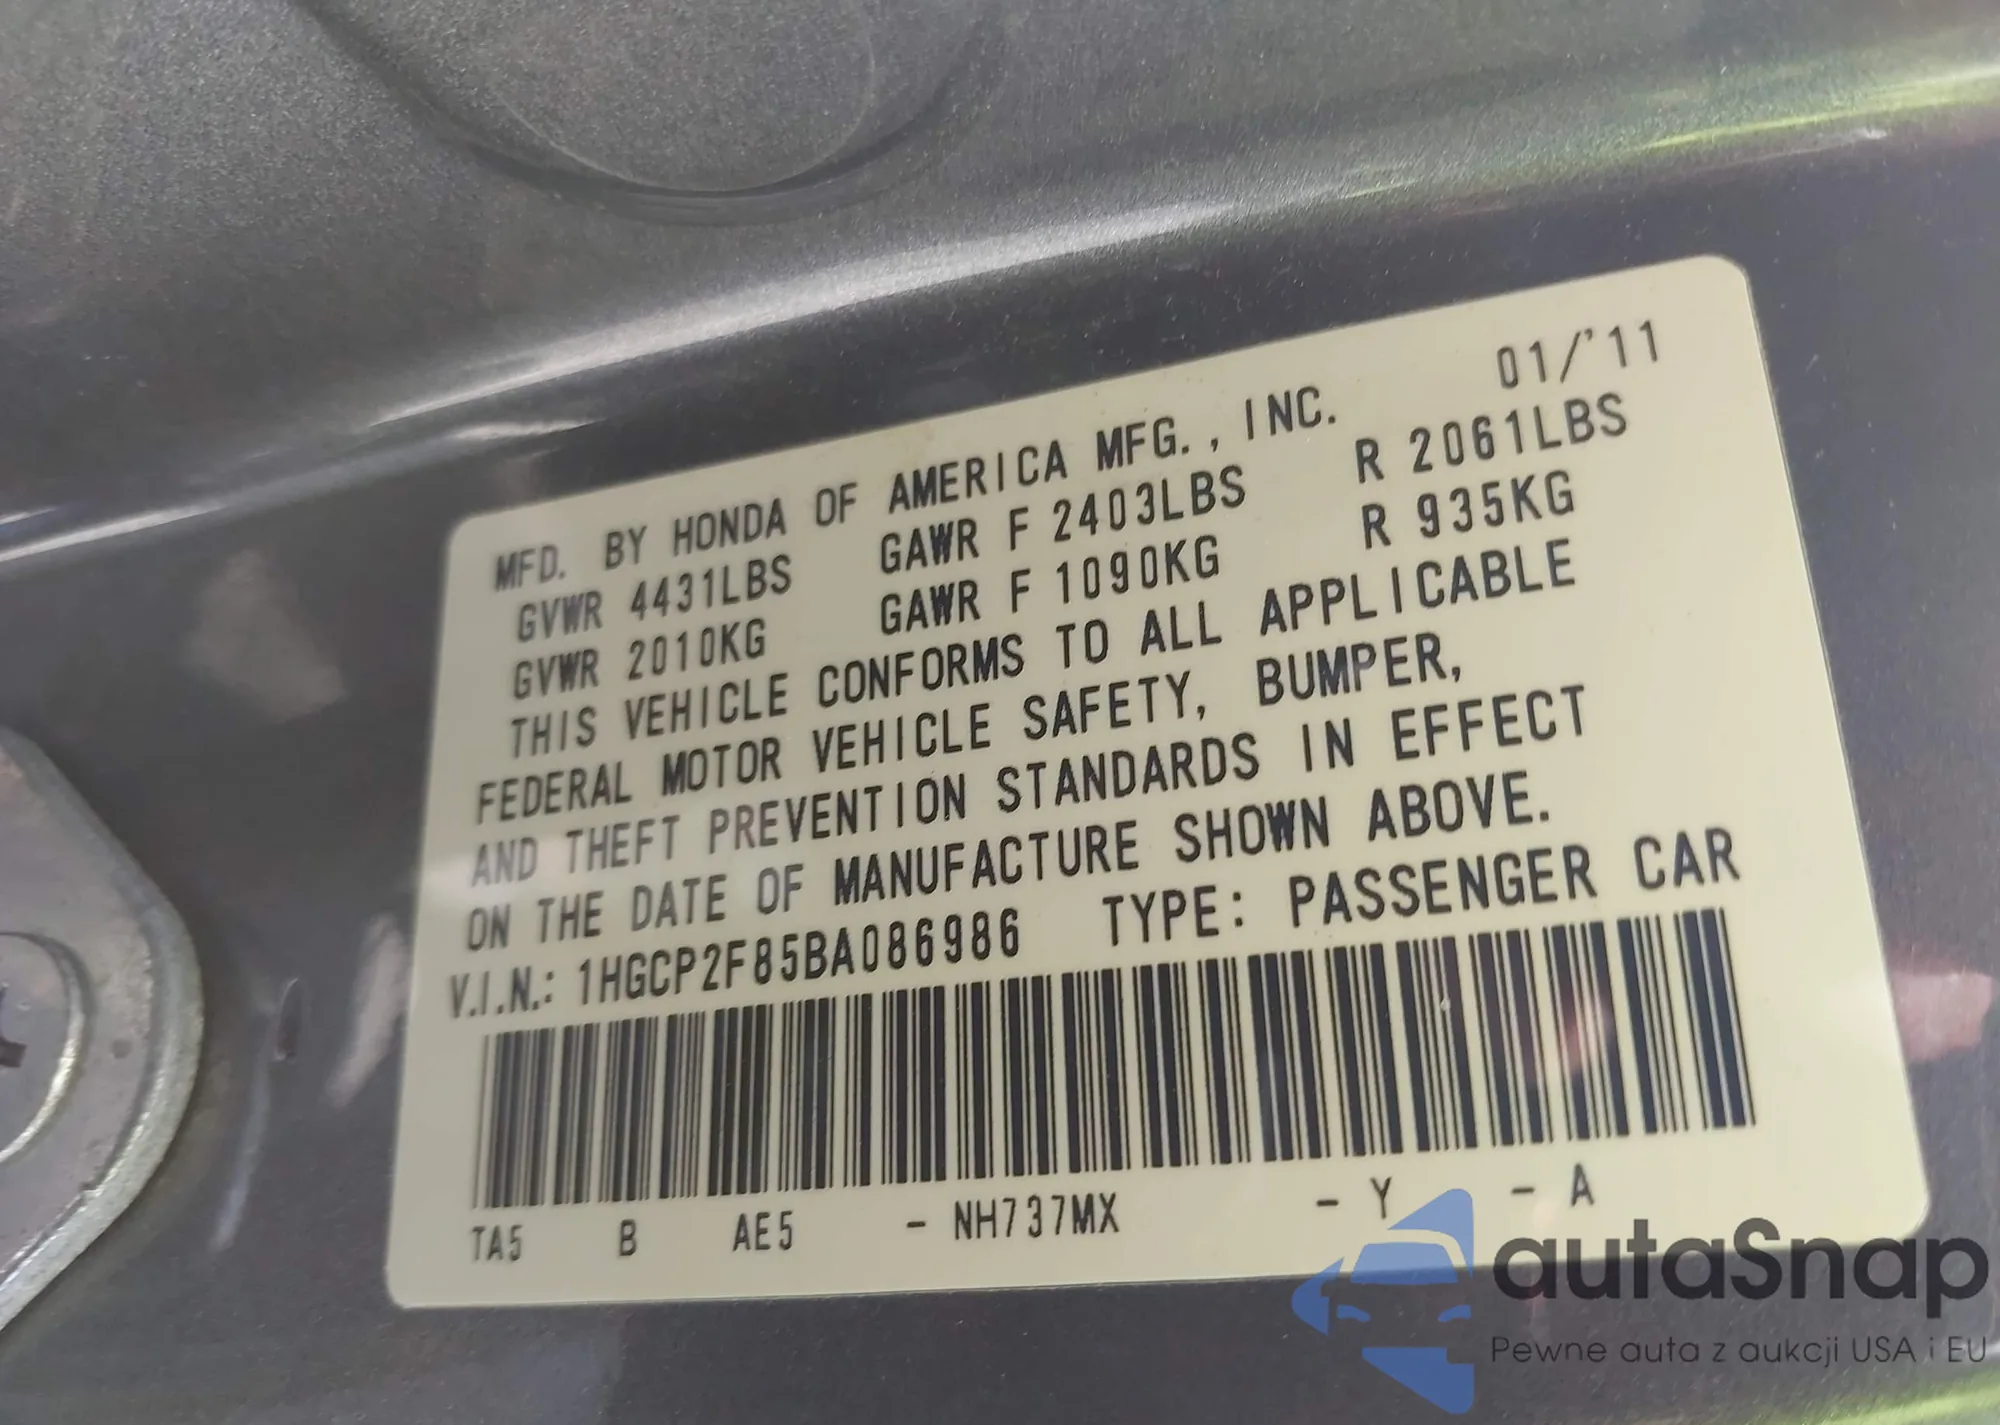 01/'11
MFD. BY HONDA OF AMERICA MFG., INC.
GVWR 4431LBS GAWR F 2403LBS R 2061LBS
GVWR 2010KG GAWR F 1090KG R 935KG
THIS VEHICLE CONFORMS TO ALL APPLICABLE
FEDERAL MOTOR VEHICLE SAFETY, BUMPER,
AND THEFT PREVENTION STANDARDS IN EFFECT
ON THE DATE OF MANUFACTURE SHOWN ABOVE.
V.I.N.: 1HGCP2F85BA086986 TYPE: PASSENGER CAR
TA5 B AE5 - NH737MX - Y - A
autaSnap
Pewne auta z aukcji USA i EU